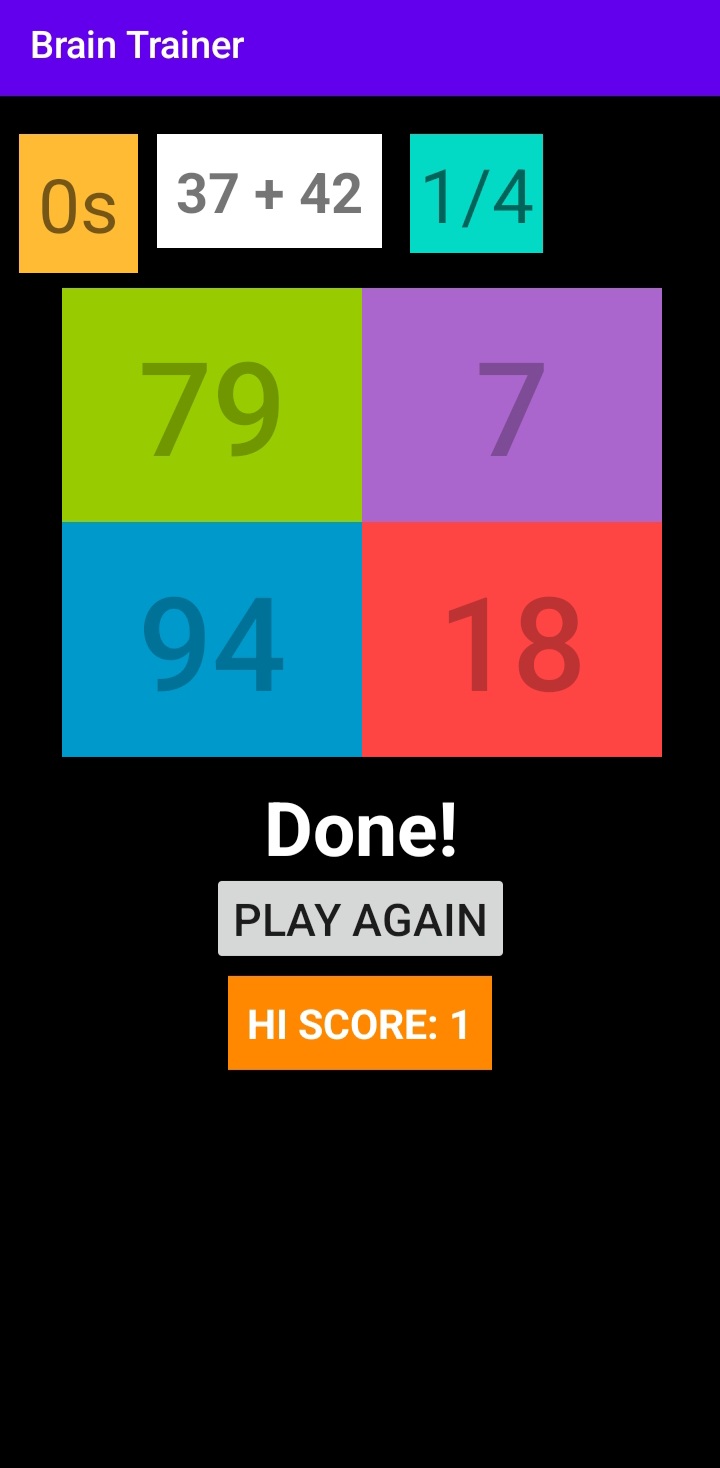 Brain Trainer
0s 37 + 42 1/4
79 7
94 18
Done!
PLAY AGAIN
HI SCORE: 1